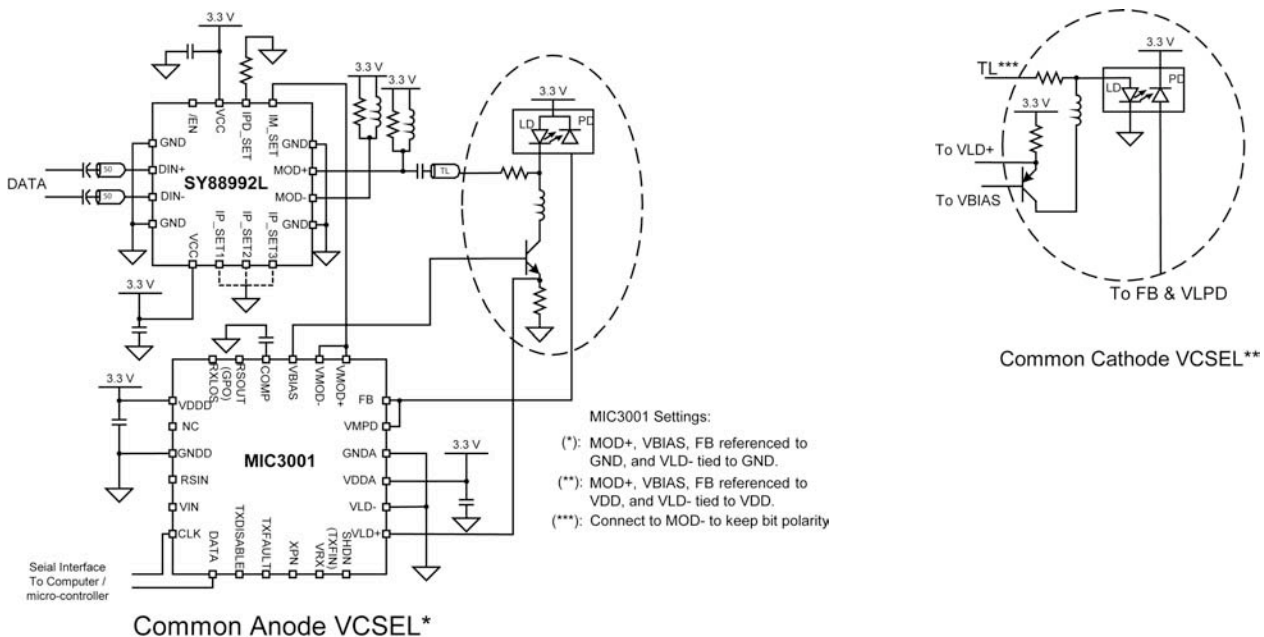 3.3 V
3.3 V
3.3 V
/EN
VCC
IPD_SET
IM_SET
GND
GND
DIN+
MOD+
DATA
50
50
SY88992L
DIN-
MOD-
GND
GND
VCC
IP_SET1
IP_SET2
IP_SET3
TL
3.3 V
LD
PD
3.3 V
3.3 V
RXLOS
RSOUT
(GPO)
COMP
VBIAS
VMOD-
VMOD+
VDDD
FB
NC
VMPD
GNDD
MIC3001
GNDA
RSIN
VDDA
3.3 V
VIN
VLD-
CLK
VLD+
DATA
TXDISABLE
TXFAULT
XPN
VRX
SHDN
(TXFIN)
Seial Interface
To Computer /
micro-controller
Common Anode VCSEL*
3.3 V
TL***
LD
PD
3.3 V
To VLD+
To VBIAS
To FB & VLPD
Common Cathode VCSEL**
MIC3001 Settings:
(*): MOD+, VBIAS, FB referenced to
GND, and VLD- tied to GND.
(**): MOD+, VBIAS, FB referenced to
VDD, and VLD- tied to VDD.
(***): Connect to MOD- to keep bit polarity